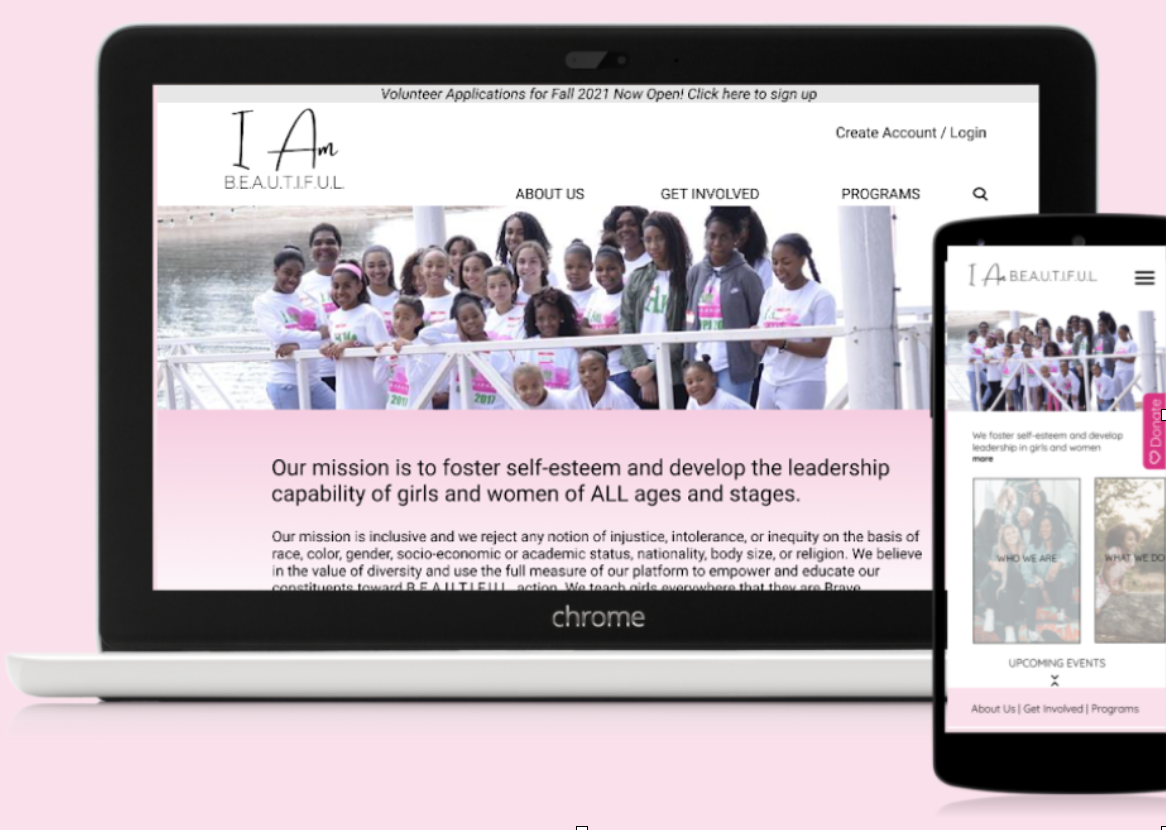 Volunteer Applications for Fall 2021 Now Open! Click here to sign up
I Am
B.E.A.U.T.I.F.U.L.
Create Account / Login
ABOUT US GET INVOLVED PROGRAMS
2017
Our mission is to foster self-esteem and develop the leadership
capability of girls and women of ALL ages and stages.
Our mission is inclusive and we reject any notion of injustice, intolerance, or inequity on the basis of
race, color, gender, socio-economic or academic status, nationality, body size, or religion. We believe
in the value of diversity and use the full measure of our platform to empower and educate our
constituents toward B.E.A.U.T.I.F.U.L. action. We teach girls everywhere that they are Brave
chrome
I Am B.E.A.U.T.I.F.U.L
Donate
We foster self-esteem and develop
leadership in girls and women
more
WHO WE ARE
WHAT WE DO
UPCOMING EVENTS
About Us | Get Involved | Programs